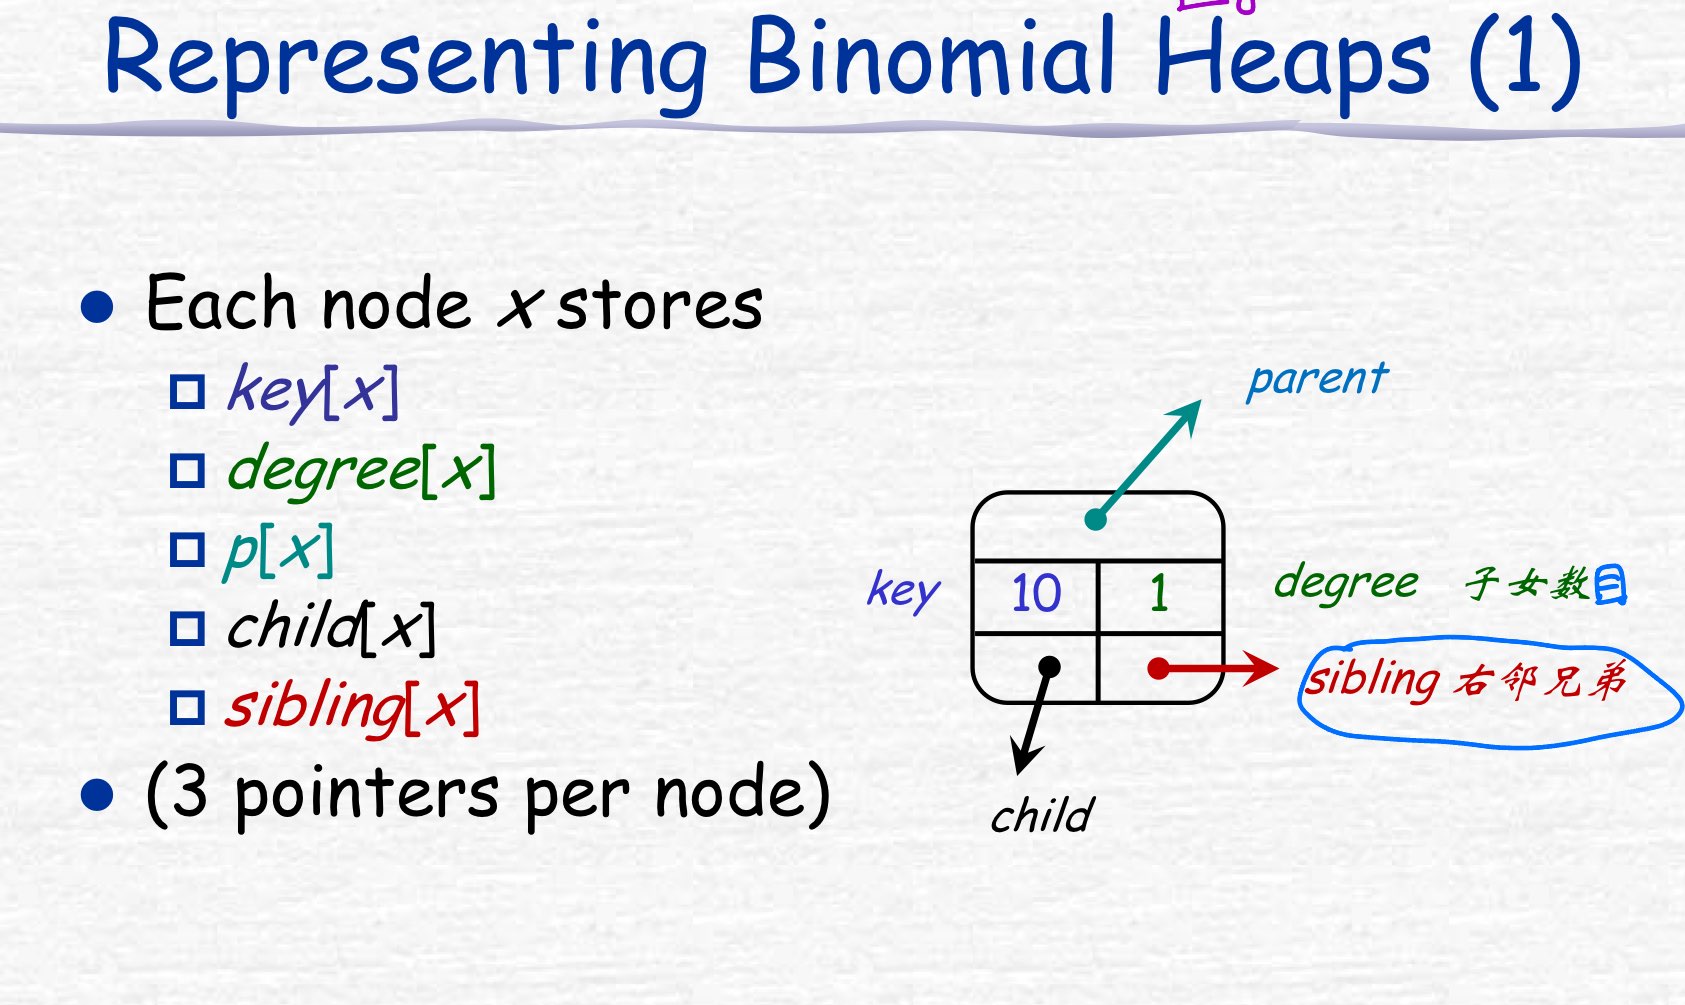 Representing Binomial Heaps (1)
Each node x stores
key[x]
degree[x]
p[x]
child[x]
sibling[x]
(3 pointers per node)
parent
key
10
1
degree 子女数目
sibling 右邻兄弟
child